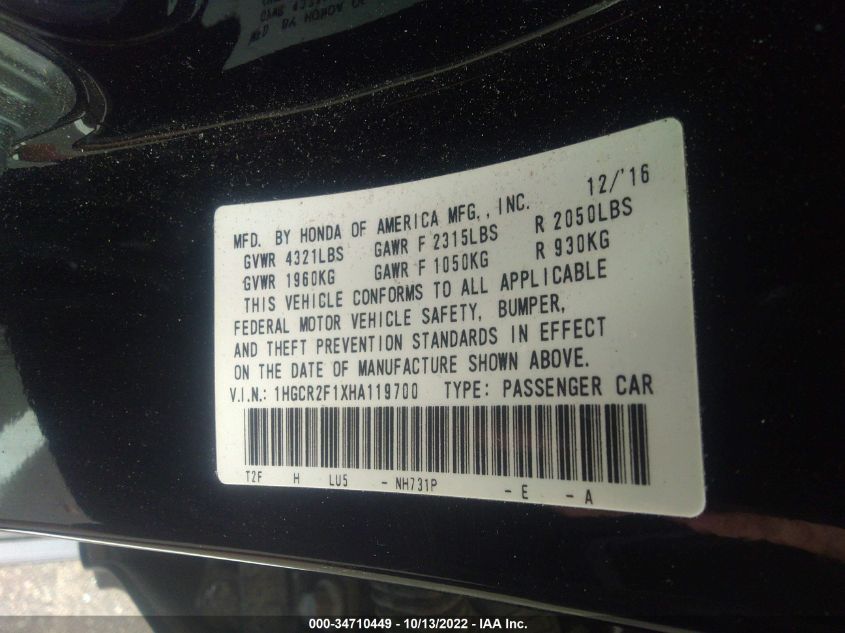 MFD. BY HONDA OF AMERICA MFG., INC. 12/'16
GVWR 4321LBS GAWR F 2315LBS R 2050LBS
GVWR 1960KG GAWR F 1050KG R 930KG
THIS VEHICLE CONFORMS TO ALL APPLICABLE
FEDERAL MOTOR VEHICLE SAFETY, BUMPER,
AND THEFT PREVENTION STANDARDS IN EFFECT
ON THE DATE OF MANUFACTURE SHOWN ABOVE.
V.I.N.: 1HGCR2F1XHA119700 TYPE: PASSENGER CAR
T2F H LU5 - NH731P - E - A
000-34710449 - 10/13/2022 - IAA Inc.